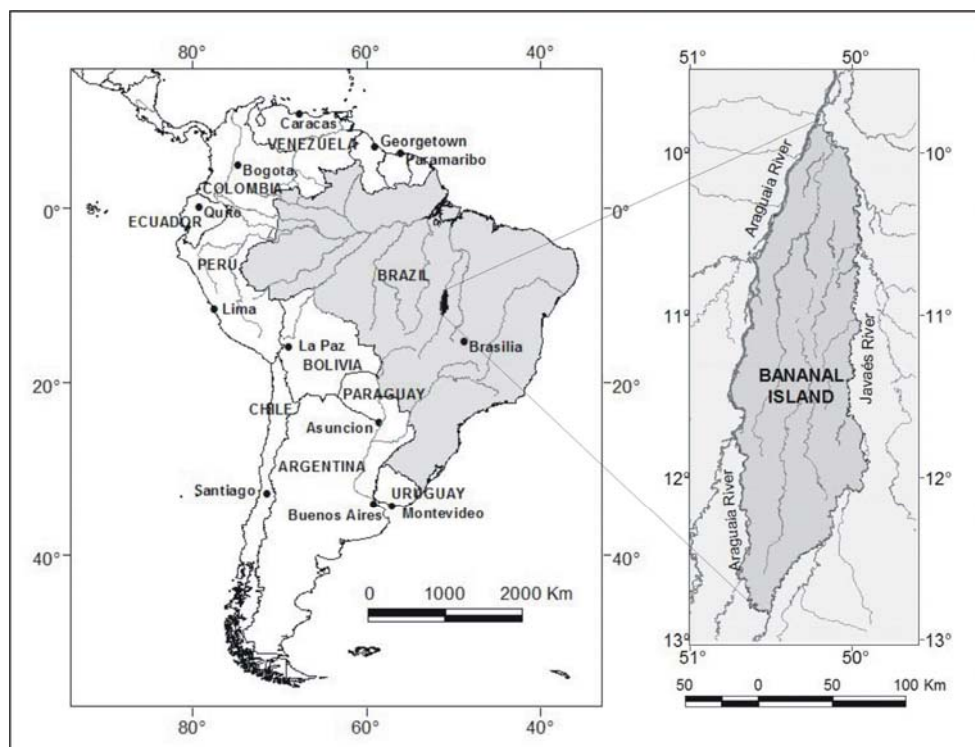 80°
60°
40°
Caracas
VENEZUELA
Georgetown
Paramaribo
Bogota
COLOMBIA
0°
0°
Quito
ECUADOR
PERU
BRAZIL
Lima
La Paz
BOLIVIA
Brasilia
20°
20°
PARAGUAY
CHILE
Asuncion
ARGENTINA
Santiago
URUGUAY
Buenos Aires
Montevideo
40°
40°
0 1000 2000 Km
80°
60°
40°
51°
50°
10°
10°
Araguaia River
11°
11°
Javaés River
BANANAL
ISLAND
12°
12°
Araguaia River
13°
13°
51°
50°
50 0 50 100 Km